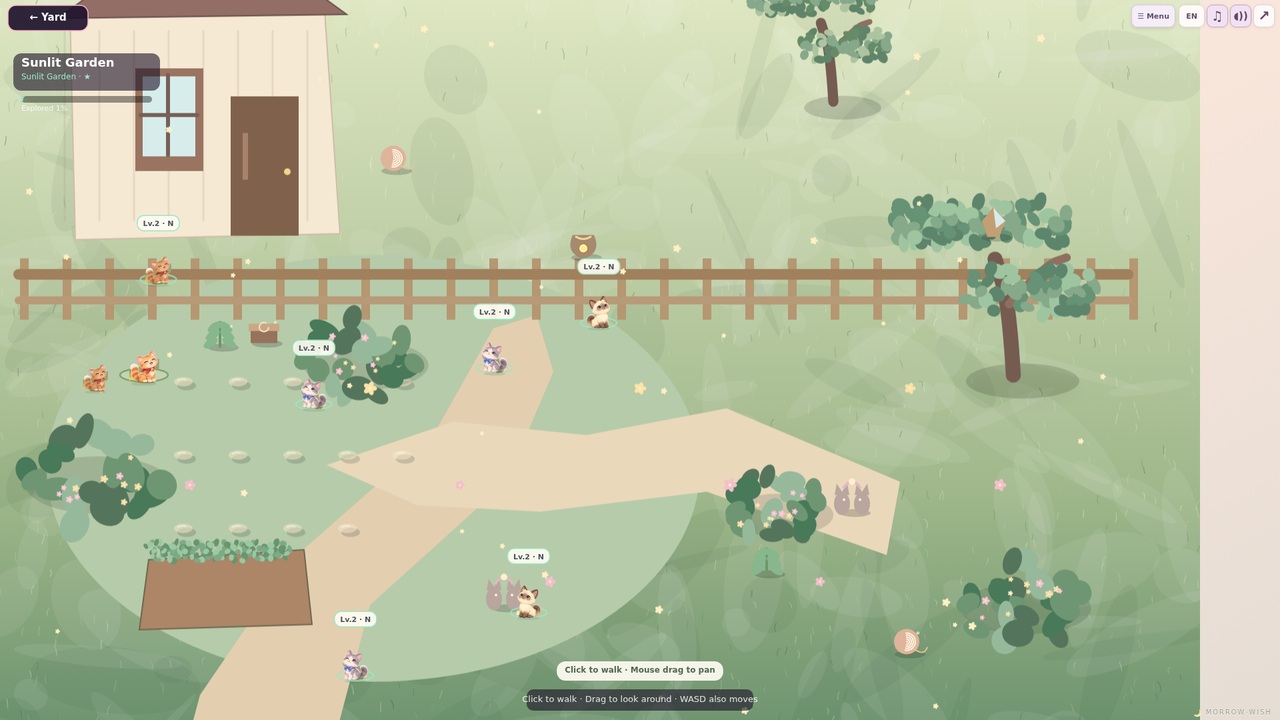 ← Yard
☰ Menu
EN
Sunlit Garden
Sunlit Garden · ★
Explored 1%
Lv.2 · N
Lv.2 · N
Lv.2 · N
Lv.2 · N
Lv.2 · N
Lv.2 · N
Click to walk · Mouse drag to pan
Click to walk · Drag to look around · WASD also moves
MORROW WISH